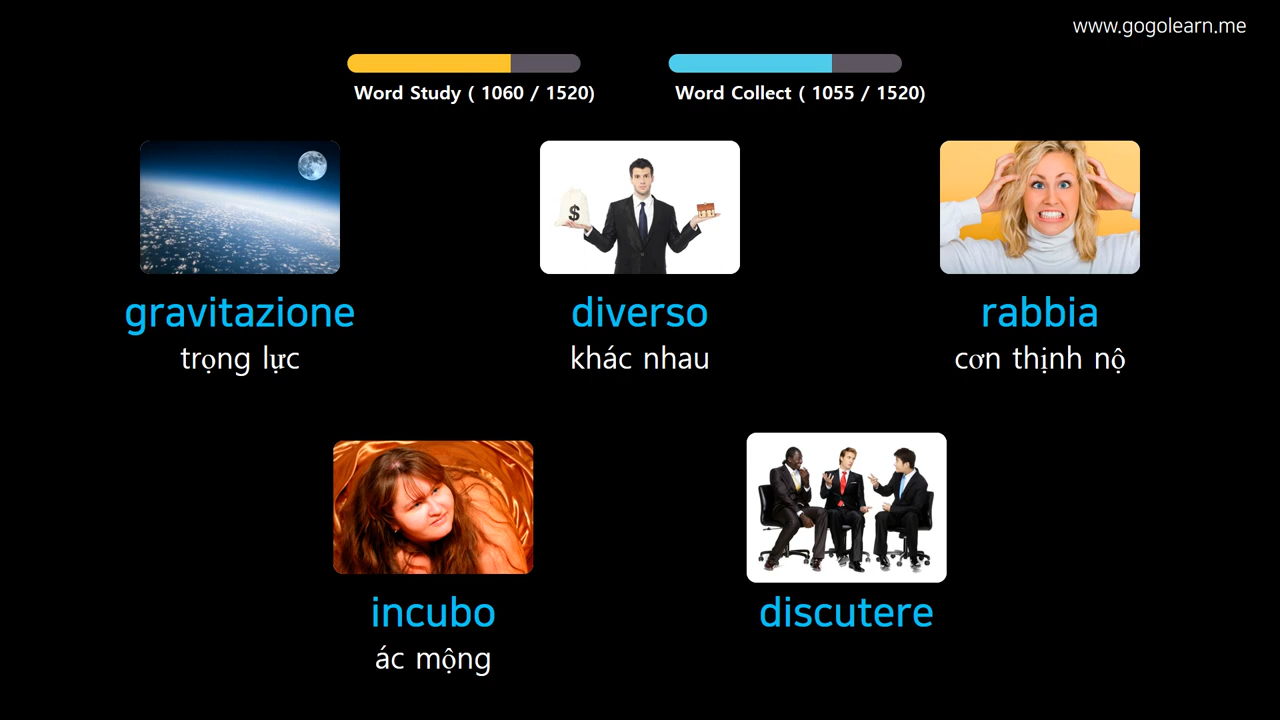 www.gogolearn.me
Word Study ( 1060 / 1520)
Word Collect ( 1055 / 1520)
$
gravitazione
trọng lực
diverso
khác nhau
rabbia
cơn thịnh nộ
incubo
ác mộng
discutere